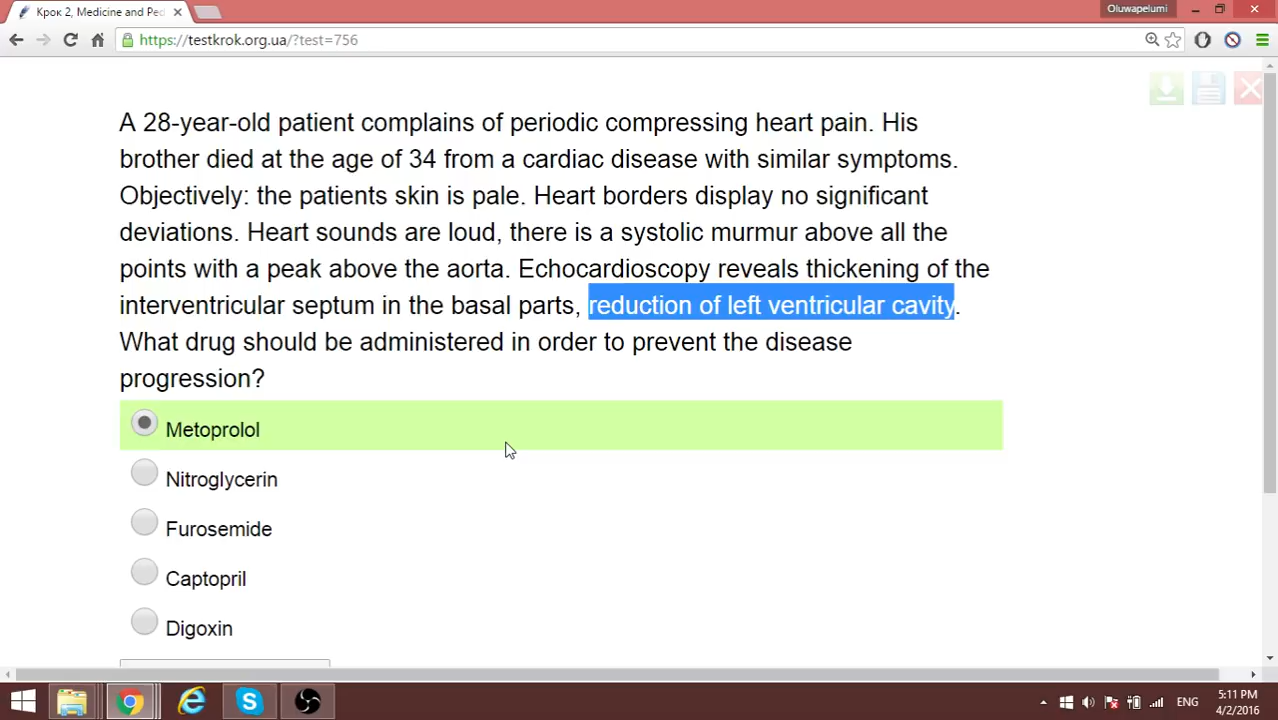 Крок 2, Medicine and Ped
Oluwapelumi
https://testkrok.org.ua/?test=756
A 28-year-old patient complains of periodic compressing heart pain. His
brother died at the age of 34 from a cardiac disease with similar symptoms.
Objectively: the patients skin is pale. Heart borders display no significant
deviations. Heart sounds are loud, there is a systolic murmur above all the
points with a peak above the aorta. Echocardioscopy reveals thickening of the
interventricular septum in the basal parts, reduction of left ventricular cavity.
What drug should be administered in order to prevent the disease
progression?
Metoprolol
Nitroglycerin
Furosemide
Captopril
Digoxin
ENG
5:11 PM
4/2/2016